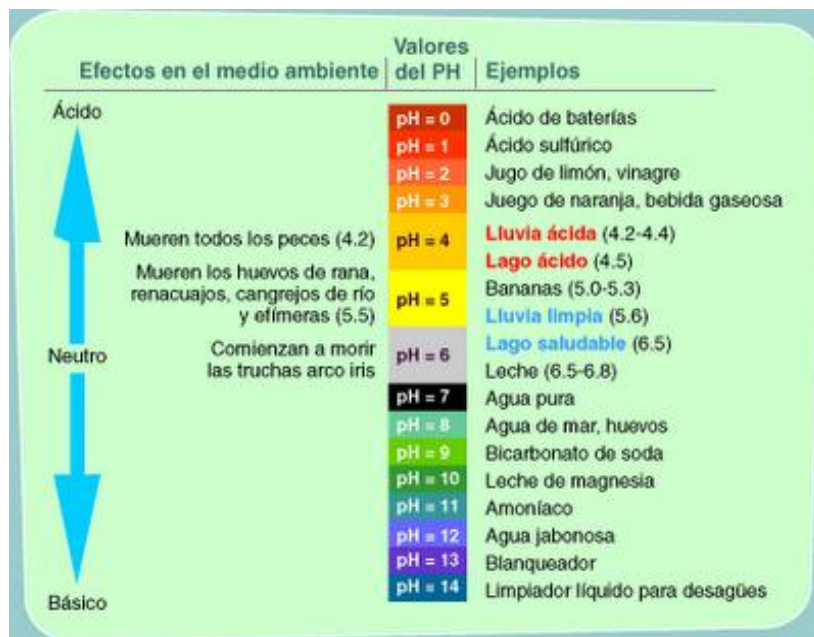 Efectos en el medio ambiente
Valores
del PH
Ejemplos
Ácido
pH = 0
Ácido de baterías
pH = 1
Ácido sulfúrico
pH = 2
Jugo de limón, vinagre
pH = 3
Juego de naranja, bebida gaseosa
Mueren todos los peces (4.2)
pH = 4
Lluvia ácida (4.2-4.4)
Lago ácido (4.5)
Mueren los huevos de rana,
renacuajos, cangrejos de río
y efímeras (5.5)
pH = 5
Bananas (5.0-5.3)
Lluvia limpia (5.6)
Neutro
Comienzan a morir
las truchas arco iris
pH = 6
Lago saludable (6.5)
Leche (6.5-6.8)
pH = 7
Agua pura
pH = 8
Agua de mar, huevos
pH = 9
Bicarbonato de soda
pH = 10
Leche de magnesia
pH = 11
Amoníaco
pH = 12
Agua jabonosa
pH = 13
Blanqueador
pH = 14
Limpiador líquido para desagües
Básico